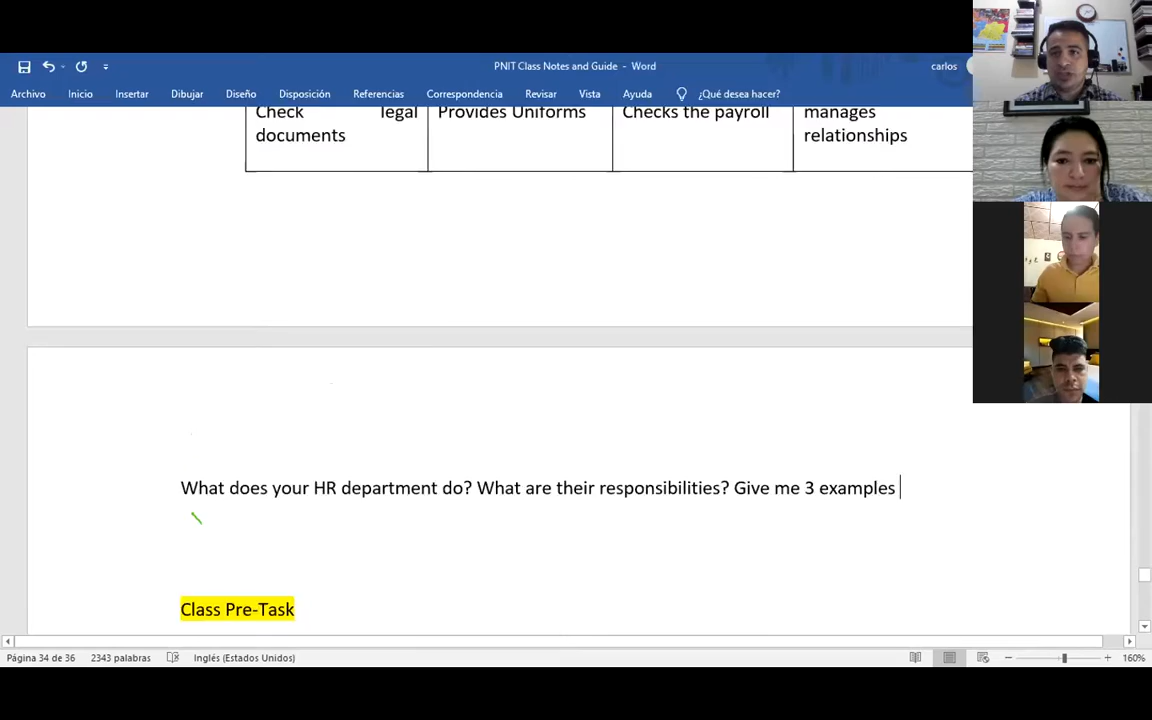 PNIT Class Notes and Guide - Word
carlos
Archivo Inicio Insertar Dibujar Diseño Disposición Referencias Correspondencia Revisar Vista Ayuda ¿Qué desea hacer?
Check legal documents
Provides Uniforms
Checks the payroll
manages relationships
What does your HR department do? What are their responsibilities? Give me 3 examples
Class Pre-Task
Página 34 de 36 2343 palabras Inglés (Estados Unidos) 160%